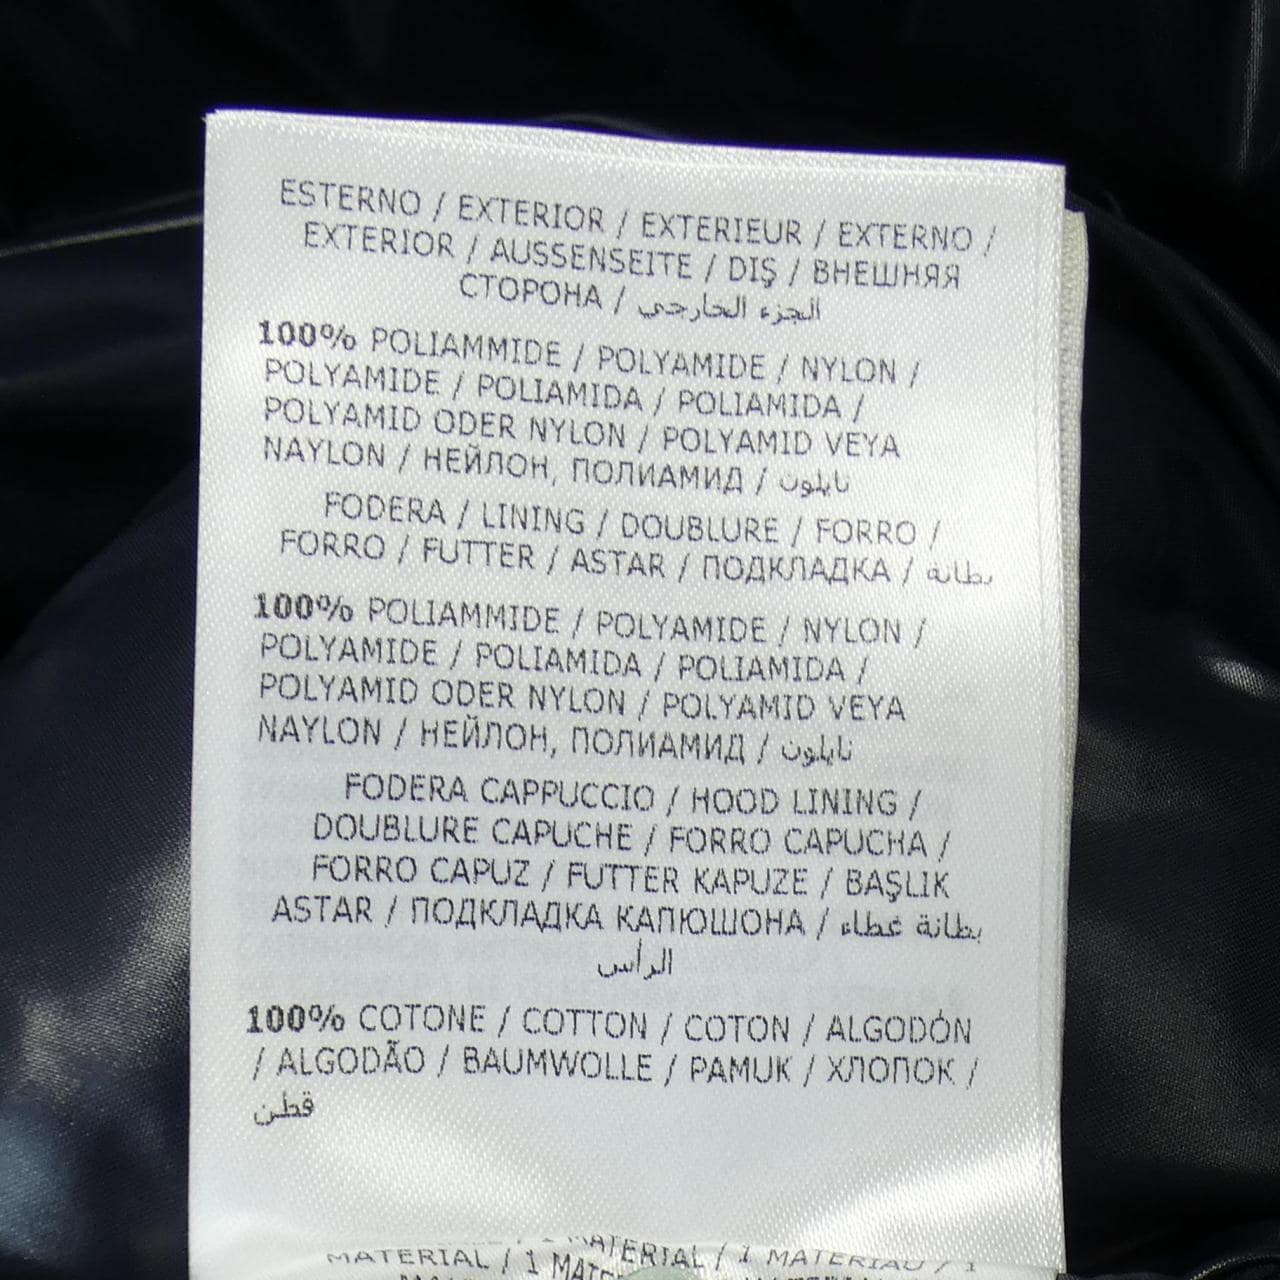 ESTERNO / EXTERIOR / EXTERIEUR / EXTERNO /
EXTERIOR / AUSSENSEITE / DIŞ / ВНЕШНЯЯ
СТОРОНА / الجزء الخارجي
100% POLIAMMIDE / POLYAMIDE / NYLON /
POLYAMIDE / POLIAMIDA / POLIAMIDA /
POLYAMID ODER NYLON / POLYAMID VEYA
NAYLON / НЕЙЛОН, ПОЛИАМИД / نايلون
FODERA / LINING / DOUBLURE / FORRO /
FORRO / FUTTER / ASTAR / ПОДКЛАДКА / بطانة
100% POLIAMMIDE / POLYAMIDE / NYLON /
POLYAMIDE / POLIAMIDA / POLIAMIDA /
POLYAMID ODER NYLON / POLYAMID VEYA
NAYLON / НЕЙЛОН, ПОЛИАМИД / نايلون
FODERA CAPPUCCIO / HOOD LINING /
DOUBLURE CAPUCHE / FORRO CAPUCHA /
FORRO CAPUZ / FUTTER KAPUZE / BAŞLIK
ASTAR / ПОДКЛАДКА КАПЮШОНА / بطانة غطاء
الرأس
100% COTONE / COTTON / COTON / ALGODÓN
/ ALGODÃO / BAUMWOLLE / PAMUK / ХЛОПОК /
قطن
MATERIAL / 1 MATERIAL / 1 MATERIAU / 1